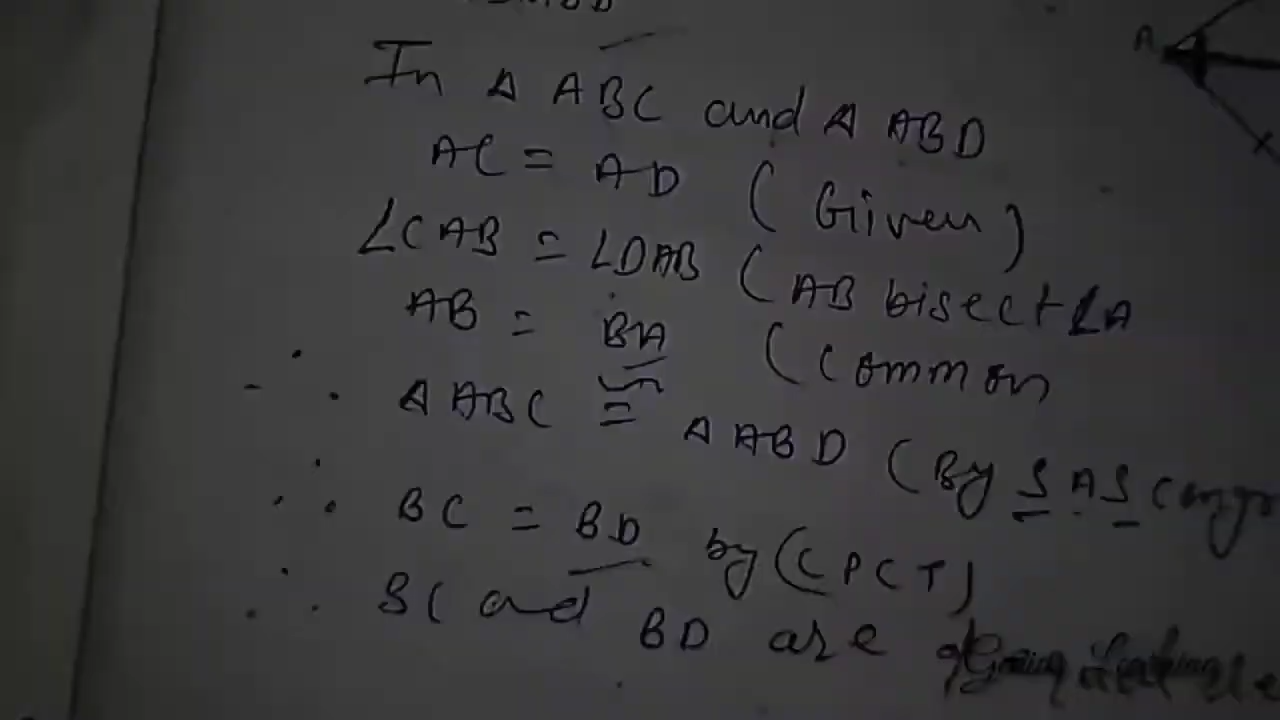 A
In Δ ABC and Δ ABD
AC = AD (Given)
∠CAB = ∠DAB (AB bisect ∠A
AB = BA (Common
∴ Δ ABC ≅ Δ ABD (By SAS
∴ BC = BD by (CPCT)
∴ BC and BD are